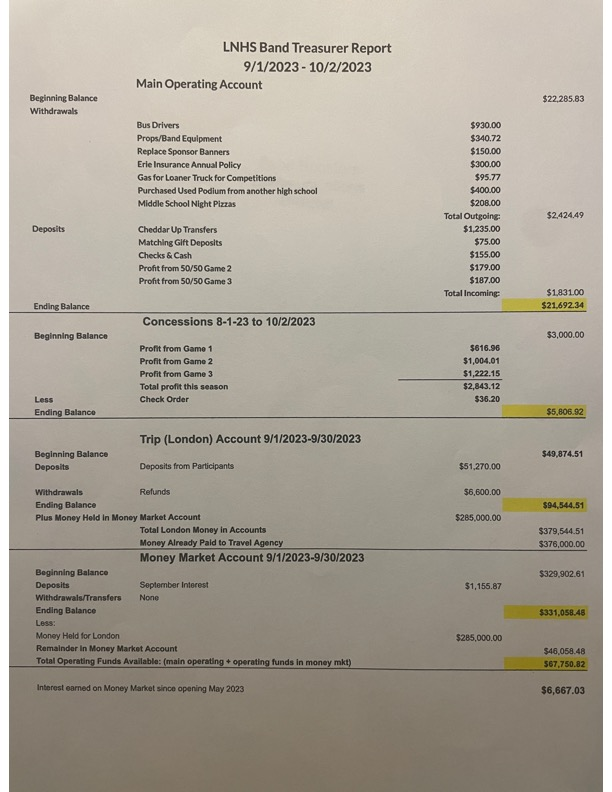 LNHS Band Treasurer Report
9/1/2023 - 10/2/2023
Main Operating Account
Beginning Balance $22,285.83
Withdrawals
Bus Drivers $930.00
Props/Band Equipment $340.72
Replace Sponsor Banners $150.00
Erie Insurance Annual Policy $300.00
Gas for Loaner Truck for Competitions $95.77
Purchased Used Podium from another high school $400.00
Middle School Night Pizzas $208.00
Total Outgoing: $2,424.49
Deposits Cheddar Up Transfers $1,235.00
Matching Gift Deposits $75.00
Checks & Cash $155.00
Profit from 50/50 Game 2 $179.00
Profit from 50/50 Game 3 $187.00
Total Incoming: $1,831.00
Ending Balance $21,692.34
Concessions 8-1-23 to 10/2/2023
Beginning Balance $3,000.00
Profit from Game 1 $616.96
Profit from Game 2 $1,004.01
Profit from Game 3 $1,222.15
Total profit this season $2,843.12
Less Check Order $36.20
Ending Balance $5,806.92
Trip (London) Account 9/1/2023-9/30/2023
Beginning Balance $49,874.51
Deposits Deposits from Participants $51,270.00
Withdrawals Refunds $6,600.00
Ending Balance $94,544.51
Plus Money Held in Money Market Account $285,000.00
Total London Money in Accounts $379,544.51
Money Already Paid to Travel Agency $376,000.00
Money Market Account 9/1/2023-9/30/2023
Beginning Balance $329,902.61
Deposits September Interest $1,155.87
Withdrawals/Transfers None
Ending Balance $331,058.48
Less:
Money Held for London $285,000.00
Remainder in Money Market Account $46,058.48
Total Operating Funds Available: (main operating + operating funds in money mkt) $67,750.82
Interest earned on Money Market since opening May 2023 $6,667.03